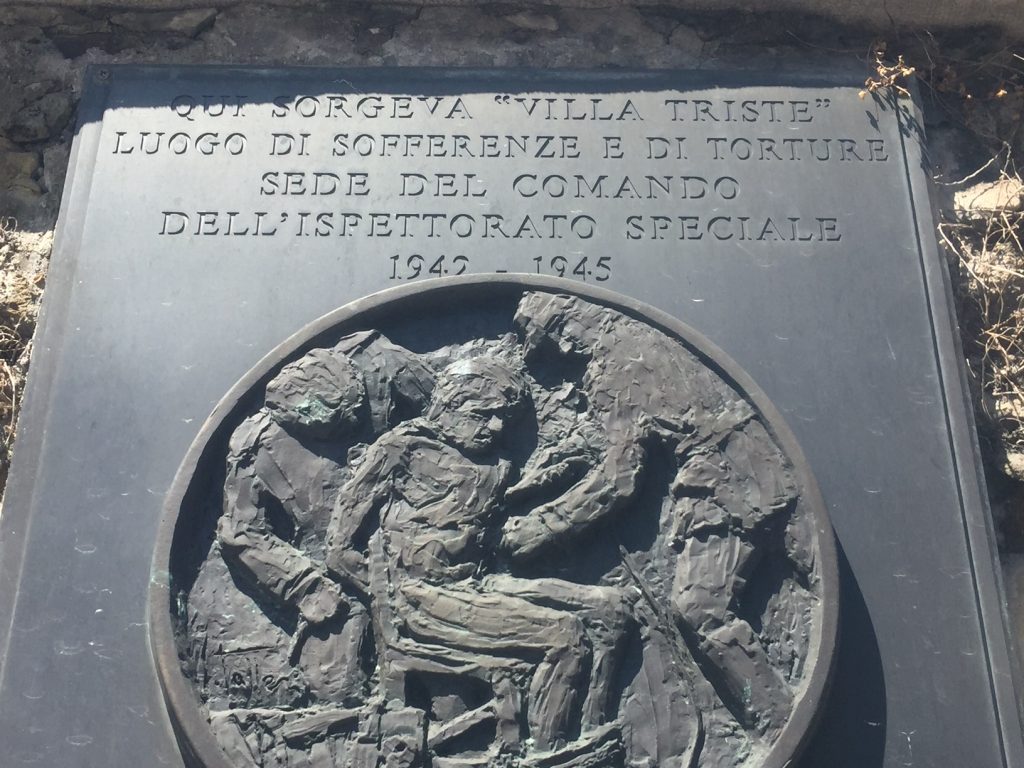 QUI SORGEVA "VILLA TRISTE"
LUOGO DI SOFFERENZE E DI TORTURE
SEDE DEL COMANDO
DELL'ISPETTORATO SPECIALE
1942 - 1945